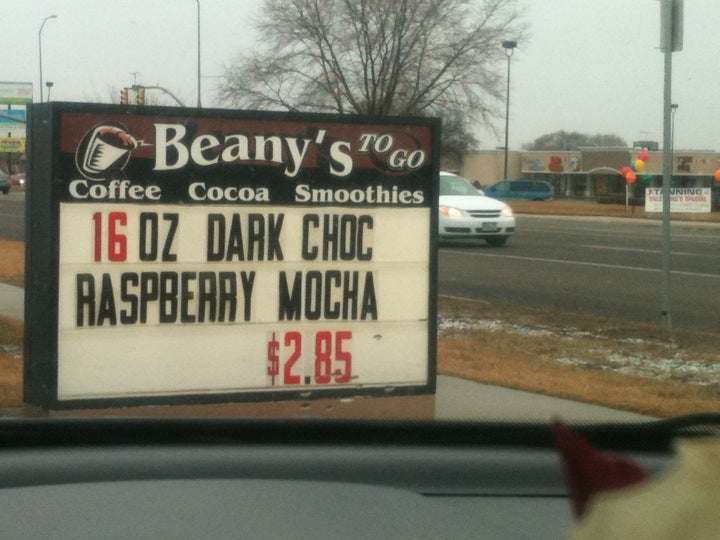 Beany's TO GO
Coffee Cocoa Smoothies
16 OZ DARK CHOC
RASPBERRY MOCHA
$2.85
TANNING